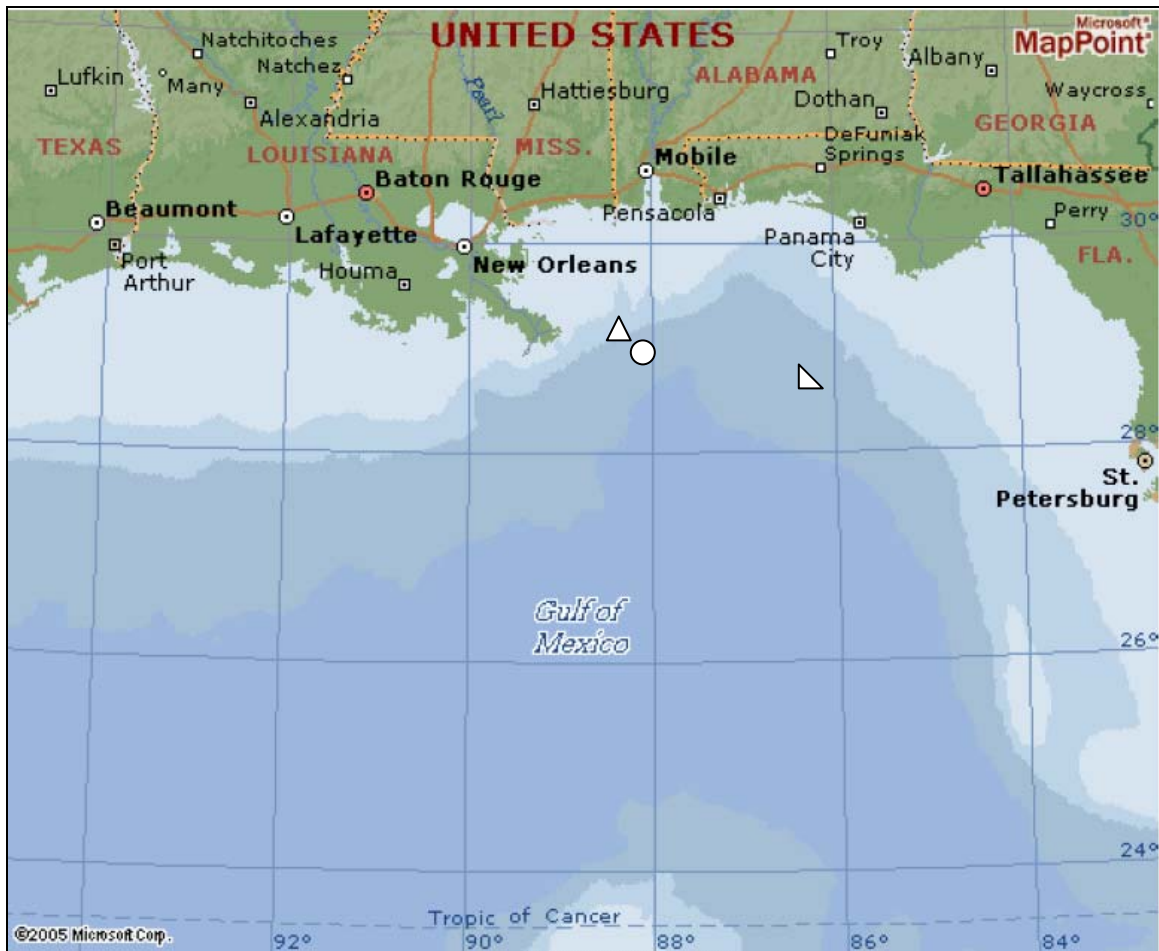 UNITED STATES
Microsoft®
MapPoint®
Natchitoches
Troy
Albany
Lufkin
Many
Natchez
ALABAMA
Waycross
Pearl
Hattiesburg
Dothan
Alexandria
DeFuniak
Springs
GEORGIA
TEXAS
LOUISIANA
MISS.
Mobile
Baton Rouge
Tallahassee
Beaumont
Pensacola
Perry
30°
Lafayette
Panama
City
FLA.
Port
Arthur
Houma
New Orleans
28°
St.
Petersburg
Gulf of
Mexico
26°
24°
Tropic of Cancer
©2005 Microsoft Corp.
92°
90°
88°
86°
84°